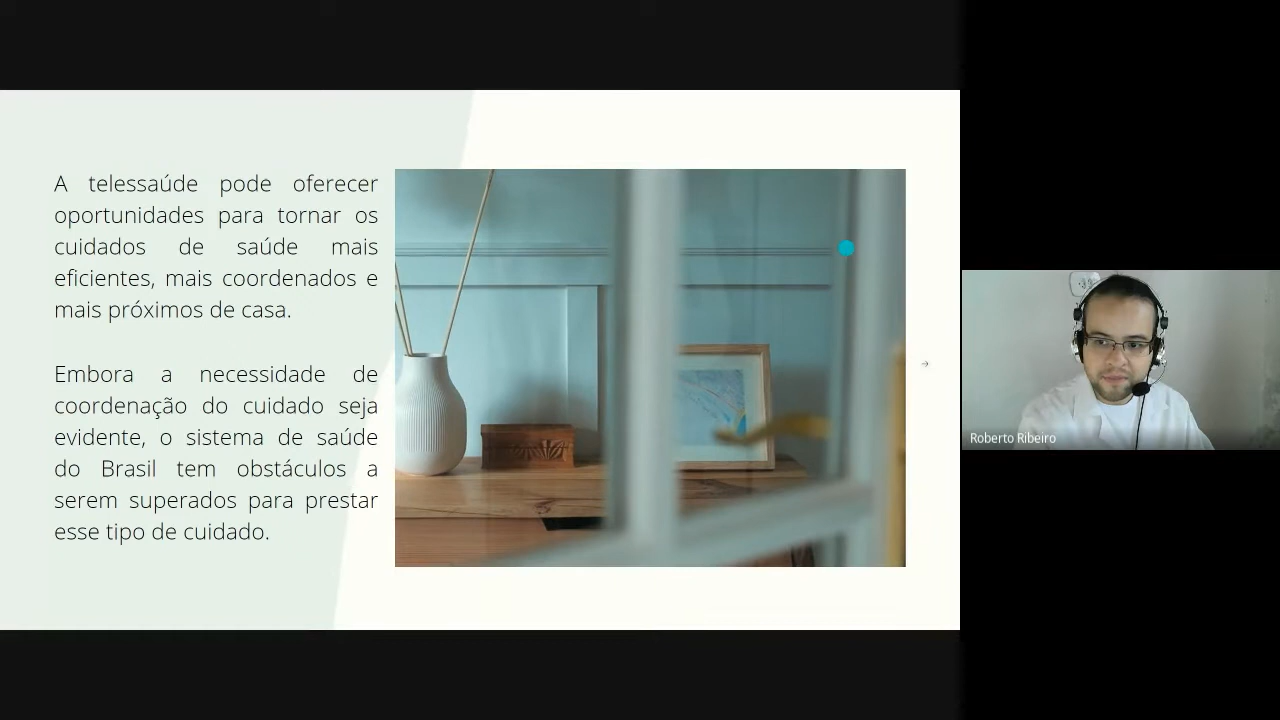 A telessaúde pode oferecer
oportunidades para tornar os
cuidados de saúde mais
eficientes, mais coordenados e
mais próximos de casa.
Embora a necessidade de
coordenação do cuidado seja
evidente, o sistema de saúde
do Brasil tem obstáculos a
serem superados para prestar
esse tipo de cuidado.
Roberto Ribeiro